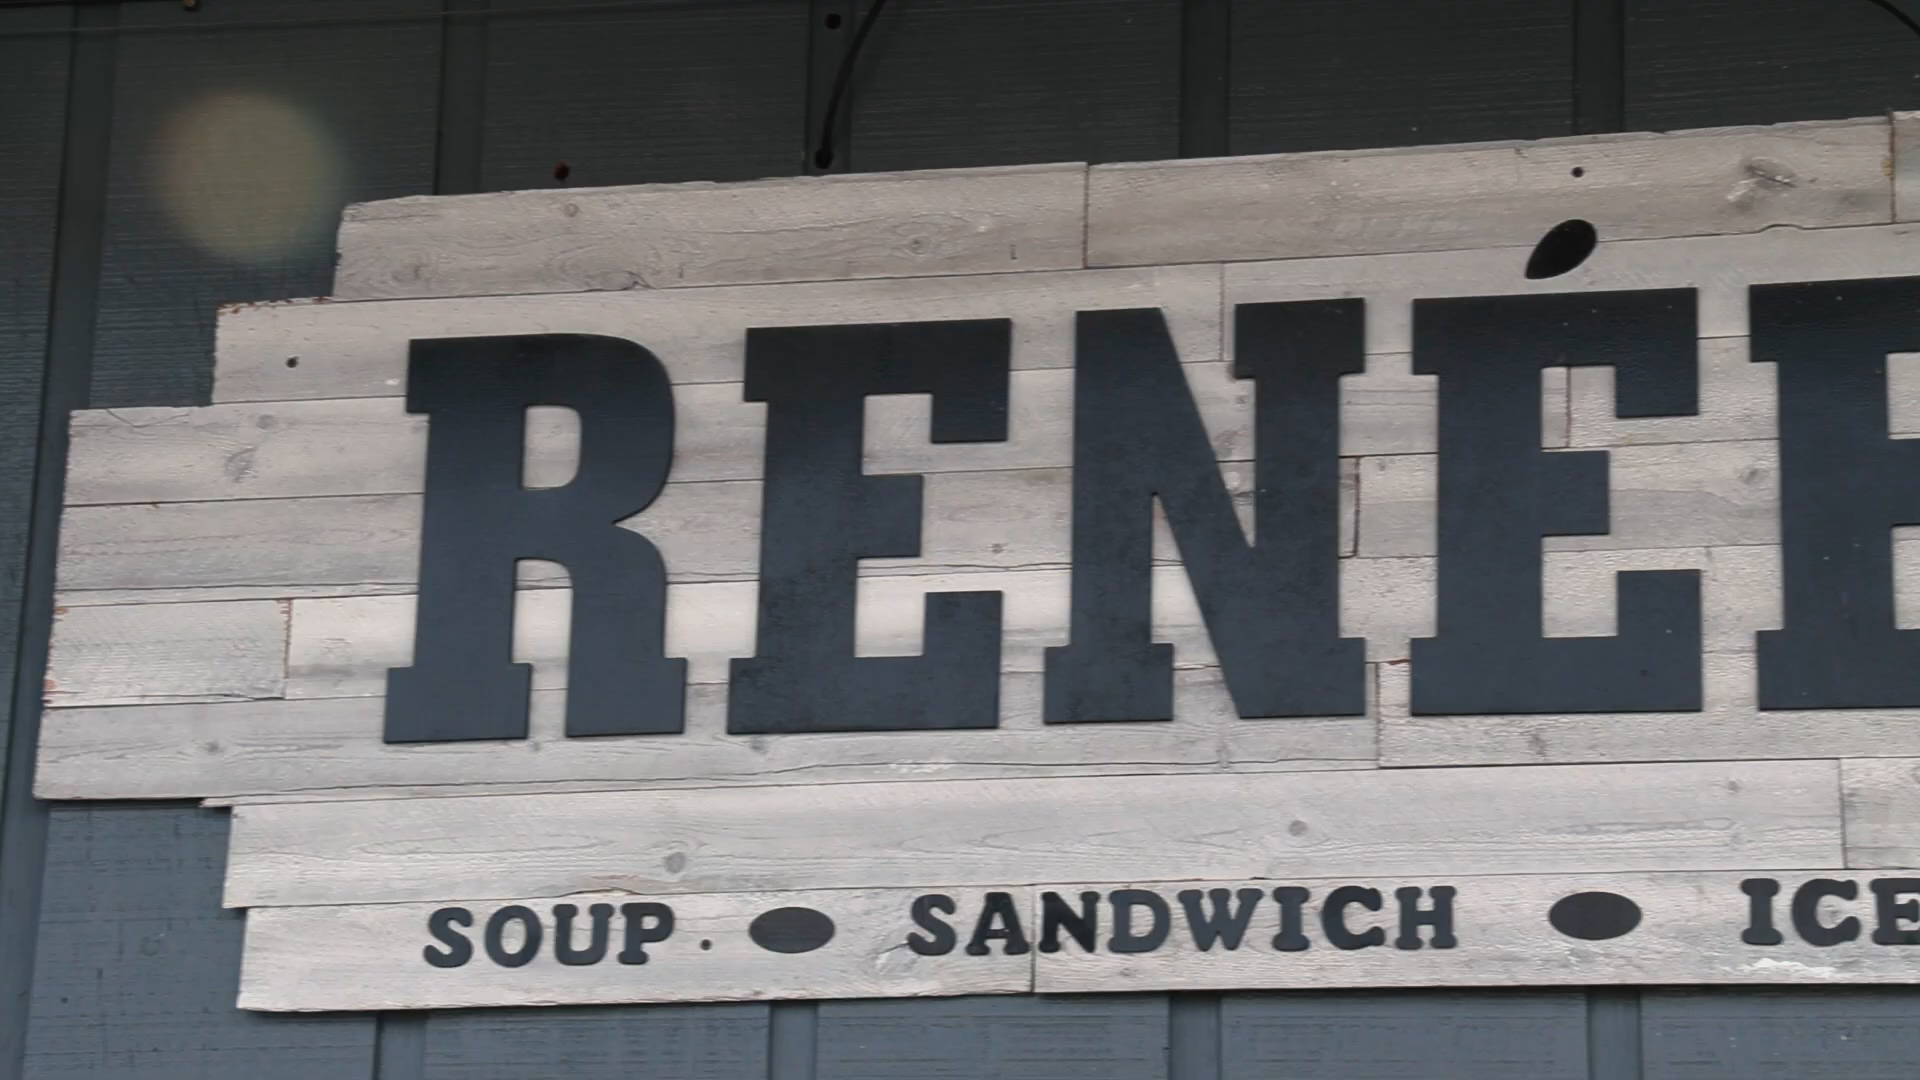 RENÉE
SOUP • SANDWICH • ICE